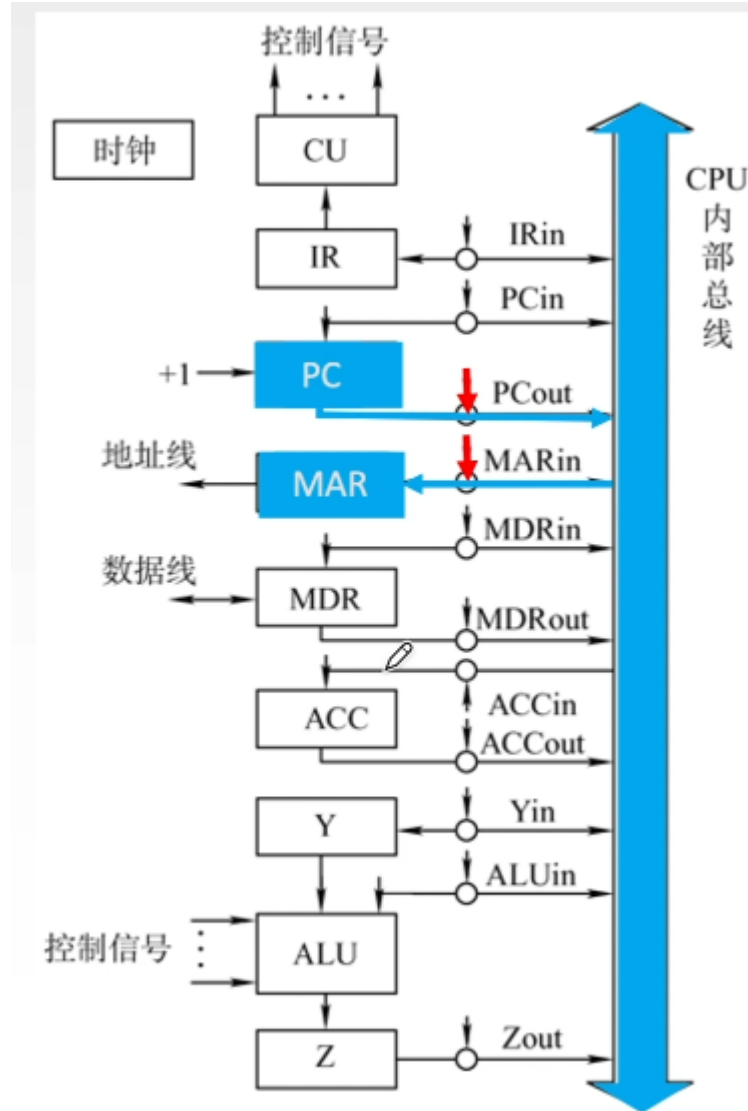 控制信号
...
时钟
CU
CPU
内
部
总
线
IR
IRin
PCin
+1
PC
PCout
地址线
MAR
MARin
MDRin
数据线
MDR
MDRout
ACCin
ACC
ACCout
Y
Yin
ALUin
控制信号
ALU
Z
Zout